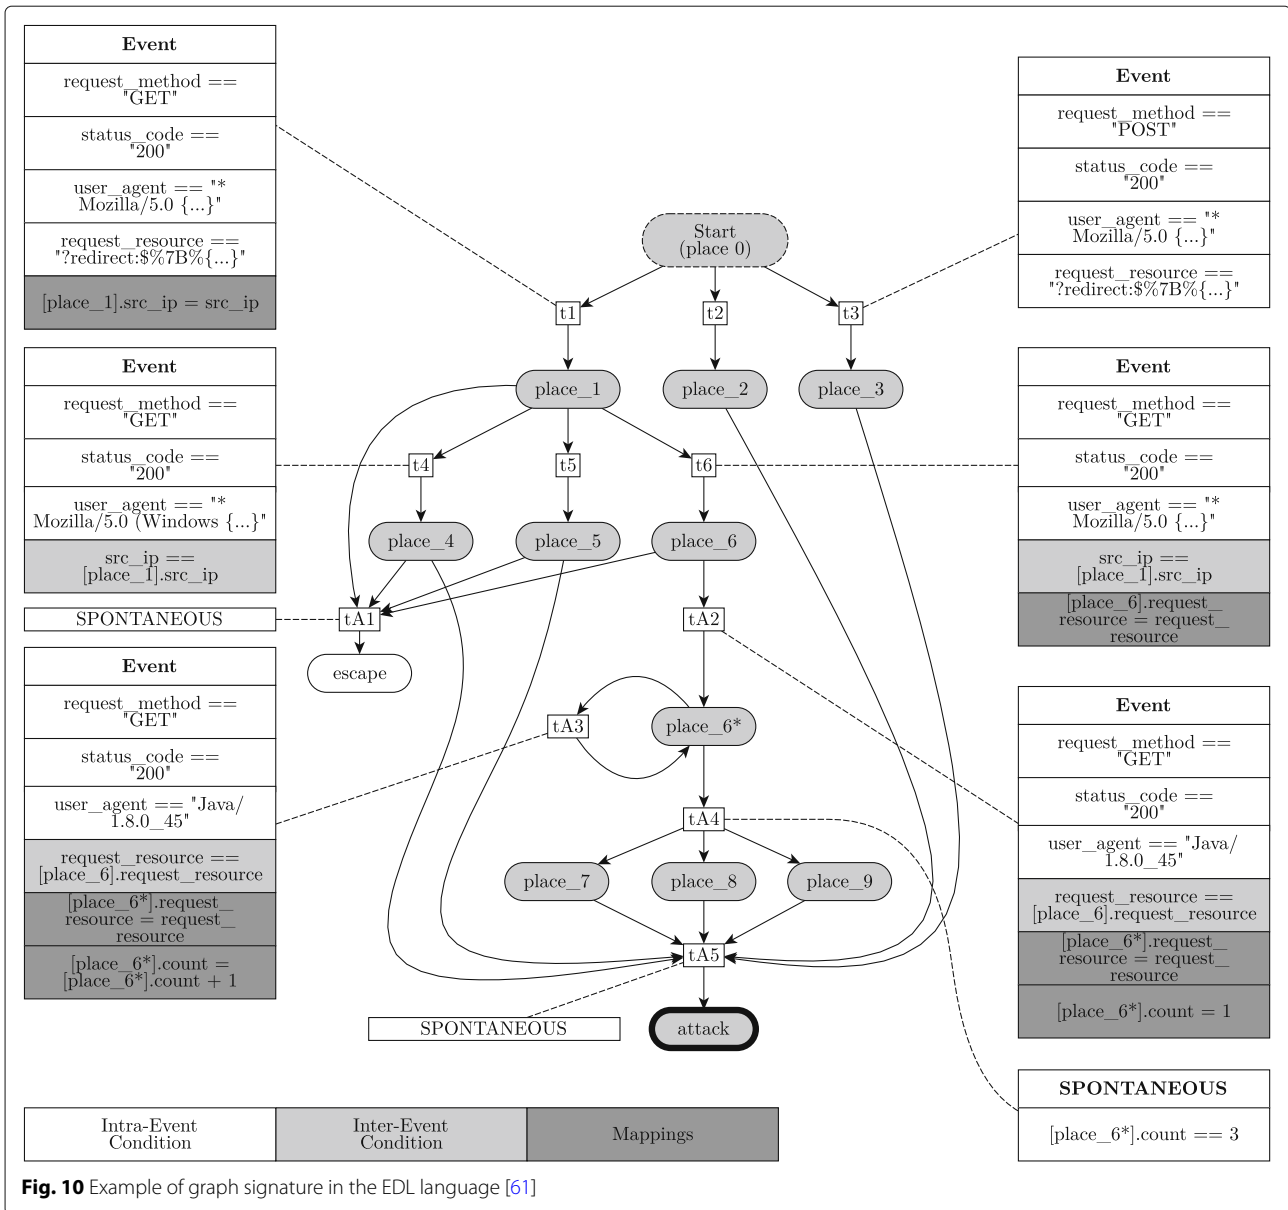 Event
request_method ==
"GET"
status_code ==
"200"
user_agent == "*
Mozilla/5.0 {...}"
request_resource ==
"?redirect:$%7B%{...}"
[place_1].src_ip = src_ip
Event
request_method ==
"GET"
status_code ==
"200"
user_agent == "*
Mozilla/5.0 (Windows {...}"
src_ip ==
[place_1].src_ip
SPONTANEOUS
Event
request_method ==
"GET"
status_code ==
"200"
user_agent == "Java/
1.8.0_45"
request_resource ==
[place_6].request_resource
[place_6*].request_
resource = request_
resource
[place_6*].count =
[place_6*].count + 1
Start
(place 0)
t1
t2
t3
place_1
place_2
place_3
t4
t5
t6
place_4
place_5
place_6
tA1
tA2
escape
tA3
place_6*
tA4
place_7
place_8
place_9
tA5
SPONTANEOUS
attack
Event
request_method ==
"POST"
status_code ==
"200"
user_agent == "*
Mozilla/5.0 {...}"
request_resource ==
"?redirect:$%7B%{...}"
Event
request_method ==
"GET"
status_code ==
"200"
user_agent == "*
Mozilla/5.0 {...}"
src_ip ==
[place_1].src_ip
[place_6].request_
resource = request_
resource
Event
request_method ==
"GET"
status_code ==
"200"
user_agent == "Java/
1.8.0_45"
request_resource ==
[place_6].request_resource
[place_6*].request_
resource = request_
resource
[place_6*].count = 1
SPONTANEOUS
[place_6*].count == 3
Intra-Event
Condition
Inter-Event
Condition
Mappings
Fig. 10 Example of graph signature in the EDL language [61]